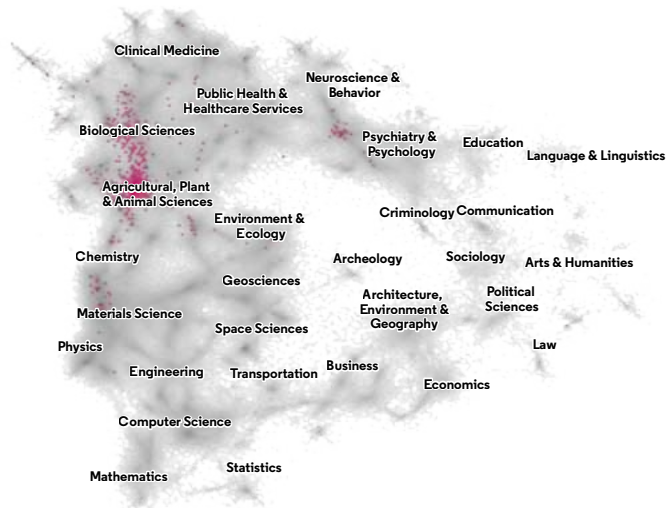 Clinical Medicine
Neuroscience &
Behavior
Public Health &
Healthcare Services
Biological Sciences
Psychiatry &
Psychology
Education
Language & Linguistics
Agricultural, Plant
& Animal Sciences
Criminology
Communication
Environment &
Ecology
Chemistry
Archeology
Sociology
Arts & Humanities
Geosciences
Architecture,
Environment &
Geography
Political
Sciences
Materials Science
Space Sciences
Physics
Law
Engineering
Transportation
Business
Economics
Computer Science
Mathematics
Statistics